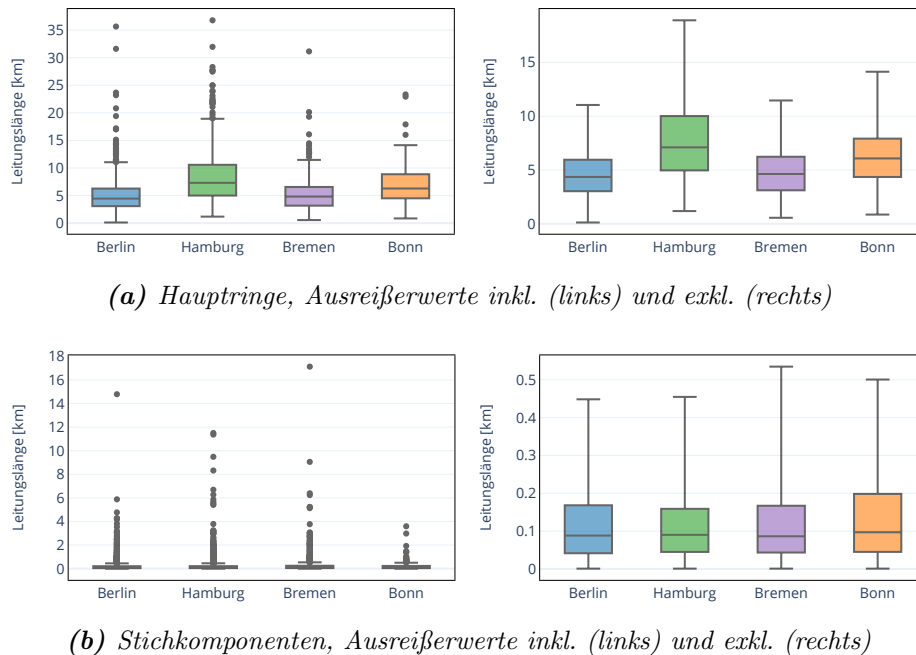 Leitungslänge [km]
35
30
25
20
15
10
5
0
Berlin Hamburg Bremen Bonn
Leitungslänge [km]
15
10
5
0
Berlin Hamburg Bremen Bonn
(a) Hauptringe, Ausreißerwerte inkl. (links) und exkl. (rechts)
Leitungslänge [km]
18
16
14
12
10
8
6
4
2
0
Berlin Hamburg Bremen Bonn
Leitungslänge [km]
0.5
0.4
0.3
0.2
0.1
0
Berlin Hamburg Bremen Bonn
(b) Stichkomponenten, Ausreißerwerte inkl. (links) und exkl. (rechts)